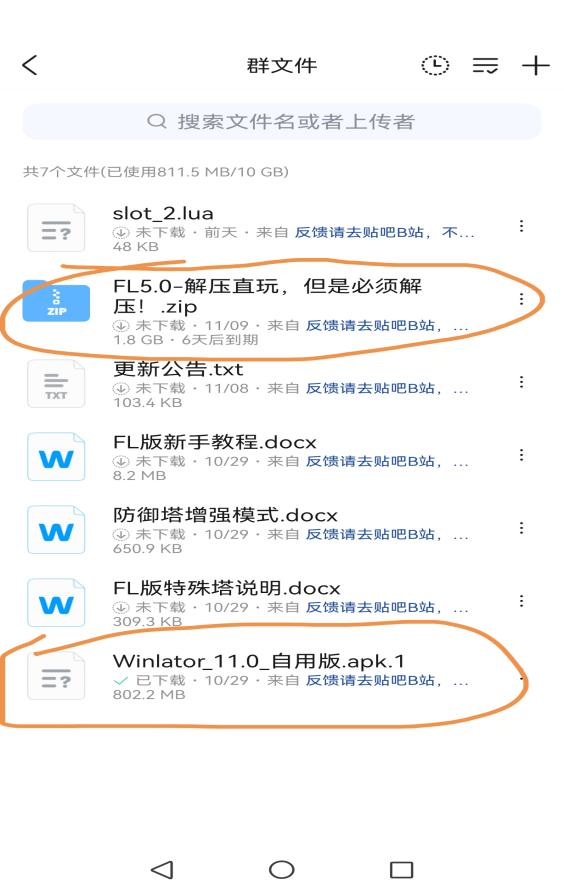 群文件
搜索文件名或者上传者
共7个文件(已使用811.5 MB/10 GB)
slot_2.lua
未下载 · 前天 · 来自 反馈请去贴吧B站，不...
48 KB
ZIP
FL5.0-解压直玩，但是必须解
压！.zip
未下载 · 11/09 · 来自 反馈请去贴吧B站，...
1.8 GB · 6天后到期
TXT
更新公告.txt
未下载 · 11/08 · 来自 反馈请去贴吧B站，...
103.4 KB
W
FL版新手教程.docx
未下载 · 10/29 · 来自 反馈请去贴吧B站，...
8.2 MB
W
防御塔增强模式.docx
未下载 · 10/29 · 来自 反馈请去贴吧B站，...
650.9 KB
W
FL版特殊塔说明.docx
未下载 · 10/29 · 来自 反馈请去贴吧B站，...
309.3 KB
Winlator_11.0_自用版.apk.1
已下载 · 10/29 · 来自 反馈请去贴吧B站，...
802.2 MB